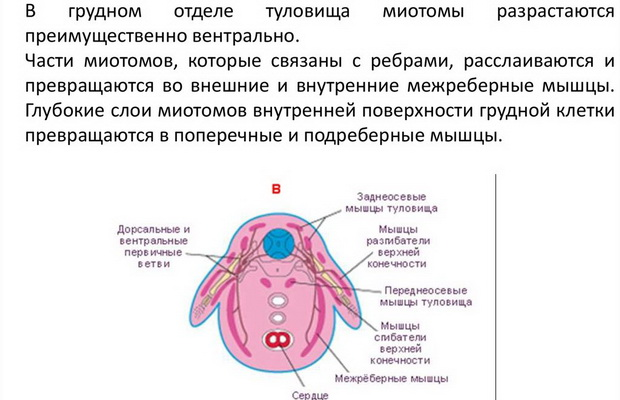 В грудном отделе туловища миотомы разрастаются
преимущественно вентрально.
Части миотомов, которые связаны с ребрами, расслаиваются и
превращаются во внешние и внутренние межреберные мышцы.
Глубокие слои миотомов внутренней поверхности грудной клетки
превращаются в поперечные и подреберные мышцы.
В
Заднеосевые
мышцы туловища
Дорсальные и
вентральные
первичные
ветви
Мышцы
разгибатели
верхней
конечности
Переднеосевые
мышцы туловища
Мышцы
сгибатели
верхней
конечности
Межрёберные мышцы
Сердце